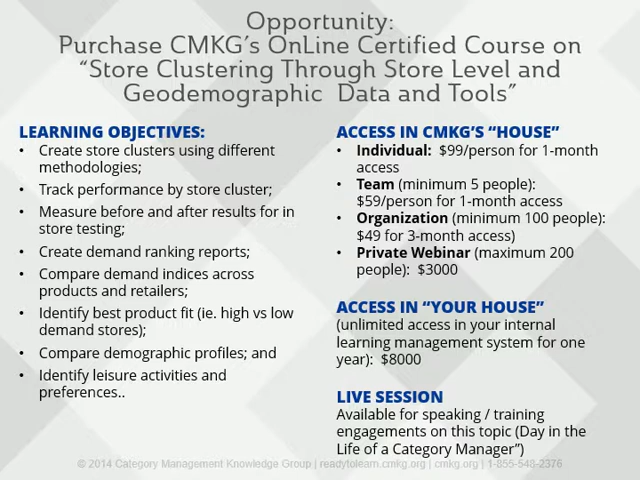 Opportunity:
Purchase CMKG's OnLine Certified Course on
"Store Clustering Through Store Level and
Geodemographic Data and Tools"
LEARNING OBJECTIVES:
• Create store clusters using different
methodologies;
• Track performance by store cluster;
• Measure before and after results for in
store testing;
• Create demand ranking reports;
• Compare demand indices across
products and retailers;
• Identify best product fit (ie. high vs low
demand stores);
• Compare demographic profiles; and
• Identify leisure activities and
preferences..
ACCESS IN CMKG'S "HOUSE"
• Individual: $99/person for 1-month
access
• Team (minimum 5 people):
$59/person for 1-month access
• Organization (minimum 100 people):
$49 for 3-month access)
• Private Webinar (maximum 200
people): $3000
ACCESS IN "YOUR HOUSE"
(unlimited access in your internal
learning management system for one
year): $8000
LIVE SESSION
Available for speaking / training
engagements on this topic (Day in the
Life of a Category Manager")
© 2014 Category Management Knowledge Group | readytolearn.cmkg.org | cmkg.org | 1-855-548-2376